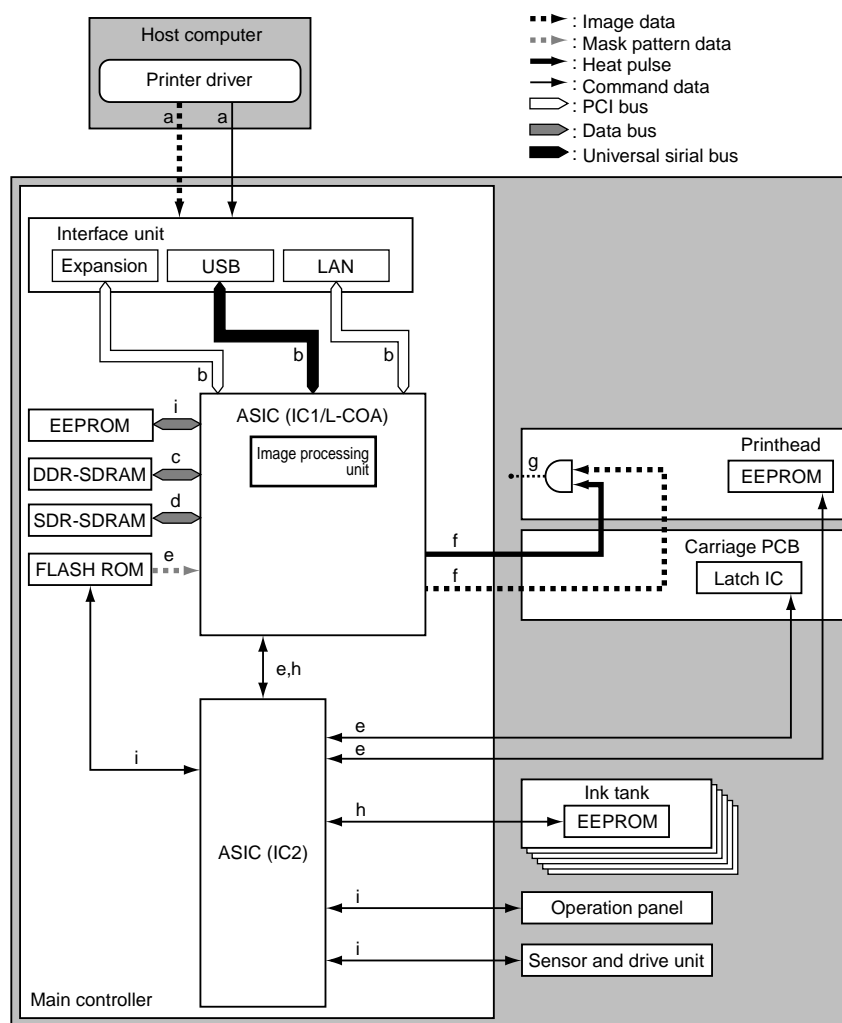 Host computer
Printer driver
a
a
: Image data
: Mask pattern data
: Heat pulse
: Command data
: PCI bus
: Data bus
: Universal sirial bus
Interface unit
Expansion
USB
LAN
b
b
b
ASIC (IC1/L-COA)
Image processing
unit
EEPROM
i
DDR-SDRAM
c
SDR-SDRAM
d
FLASH ROM
e
f
f
Printhead
EEPROM
g
Carriage PCB
Latch IC
e,h
i
ASIC (IC2)
e
e
h
Ink tank
EEPROM
i
Operation panel
i
Sensor and drive unit
Main controller